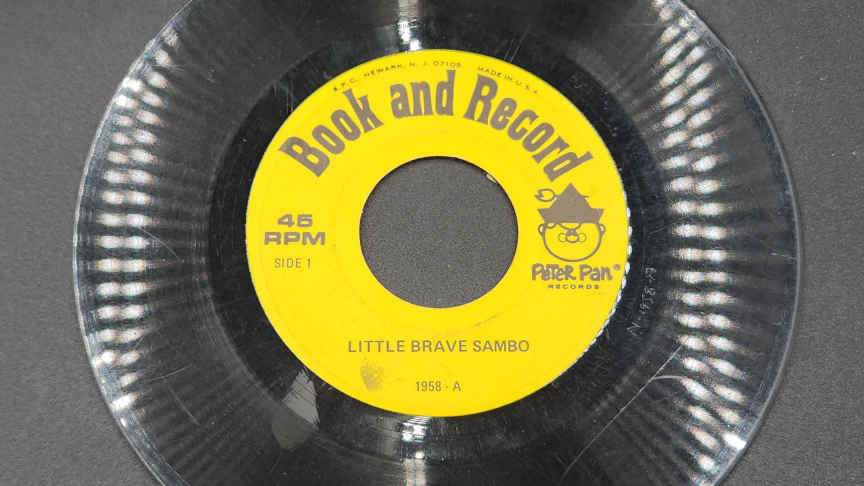 A.P.C., NEWARK, N. J. 07105 MADE IN U.S.A.
Book and Record
45
RPM
SIDE 1
PETER PAN®
RECORDS
LITTLE BRAVE SAMBO
1958 - A